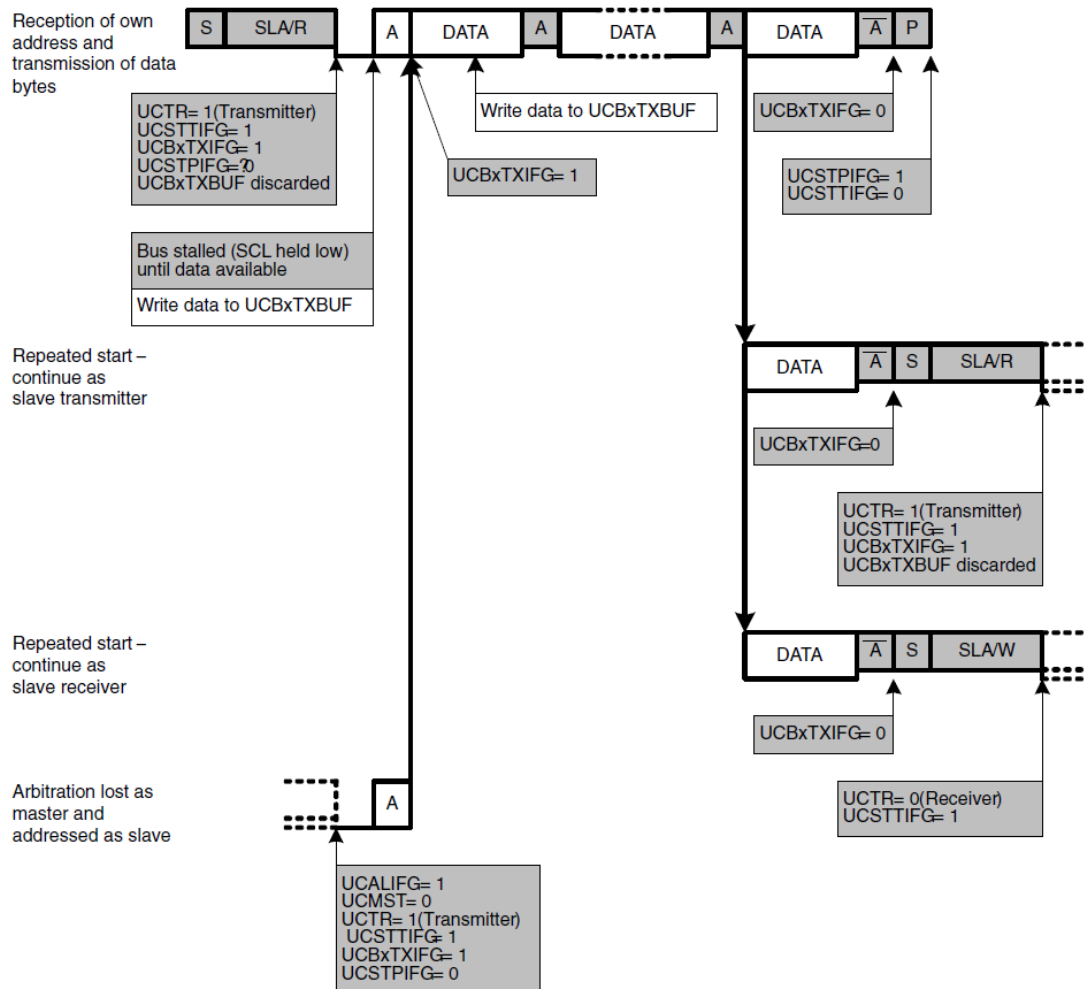 Reception of own
address and
transmission of data
bytes
S SLA/R A DATA A DATA A DATA A P
UCTR= 1(Transmitter)
UCSTTIFG= 1
UCBxTXIFG= 1
UCSTPIFG=?0
UCBxTXBUF discarded
Write data to UCBxTXBUF
UCBxTXIFG= 1
UCBxTXIFG= 0
UCSTPIFG= 1
UCSTTIFG= 0
Bus stalled (SCL held low)
until data available
Write data to UCBxTXBUF
Repeated start –
continue as
slave transmitter
DATA A S SLA/R
UCBxTXIFG=0
UCTR= 1(Transmitter)
UCSTTIFG= 1
UCBxTXIFG= 1
UCBxTXBUF discarded
Repeated start –
continue as
slave receiver
DATA A S SLA/W
UCBxTXIFG= 0
UCTR= 0(Receiver)
UCSTTIFG= 1
Arbitration lost as
master and
addressed as slave
A
UCALIFG= 1
UCMST= 0
UCTR= 1(Transmitter)
UCSTTIFG= 1
UCBxTXIFG= 1
UCSTPIFG= 0